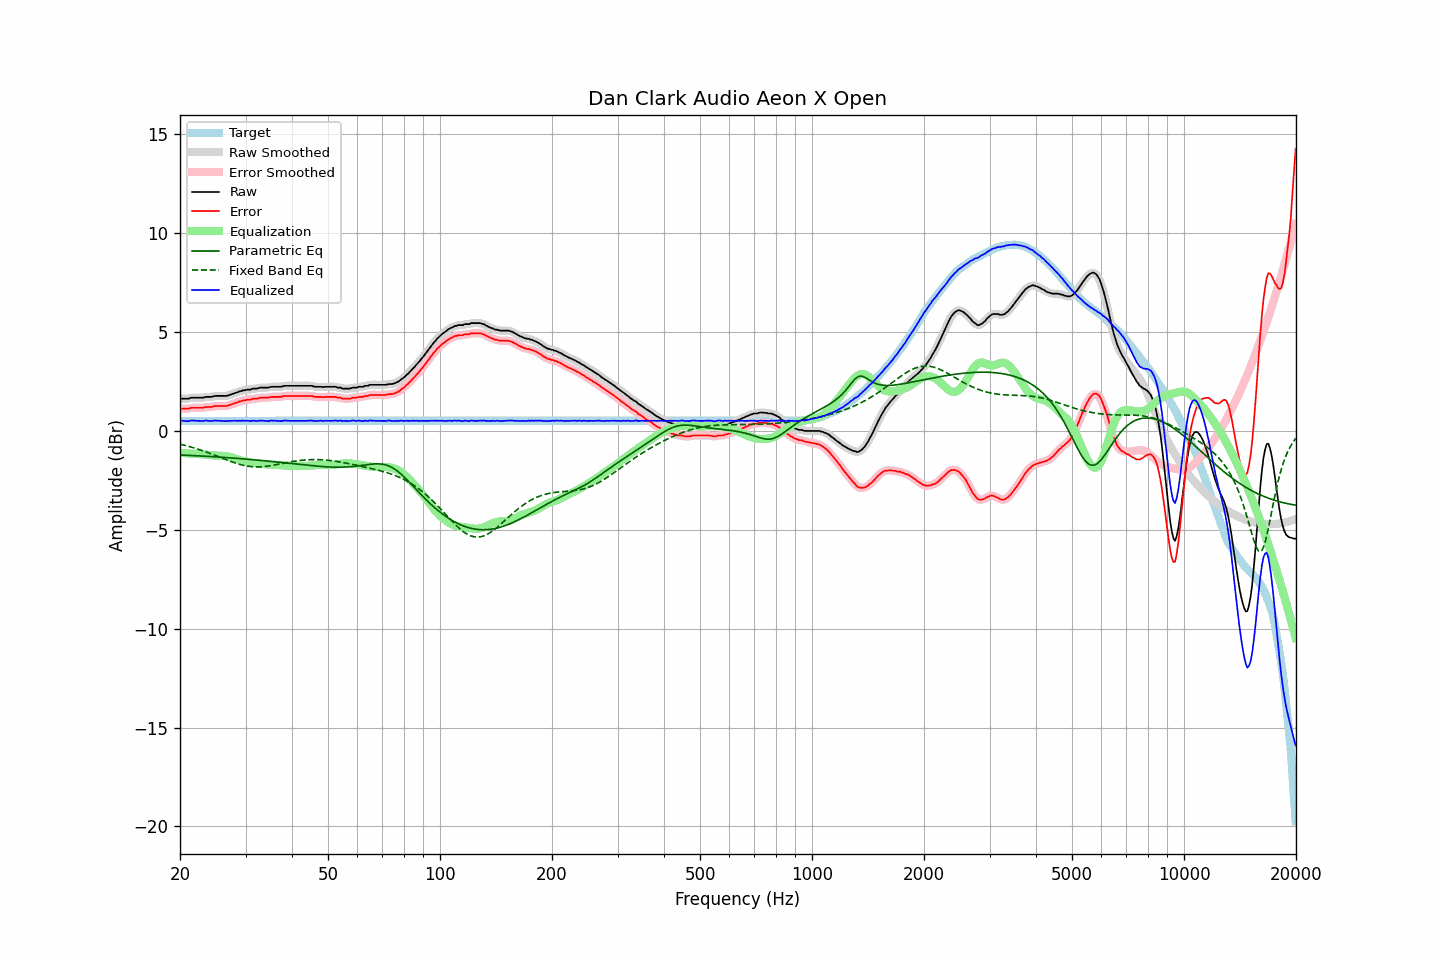 Dan Clark Audio Aeon X Open
Target
Raw Smoothed
Error Smoothed
Raw
Error
Equalization
Parametric Eq
Fixed Band Eq
Equalized
15
10
5
0
−5
−10
−15
−20
Amplitude (dBr)
20
50
100
200
500
1000
2000
5000
10000
20000
Frequency (Hz)